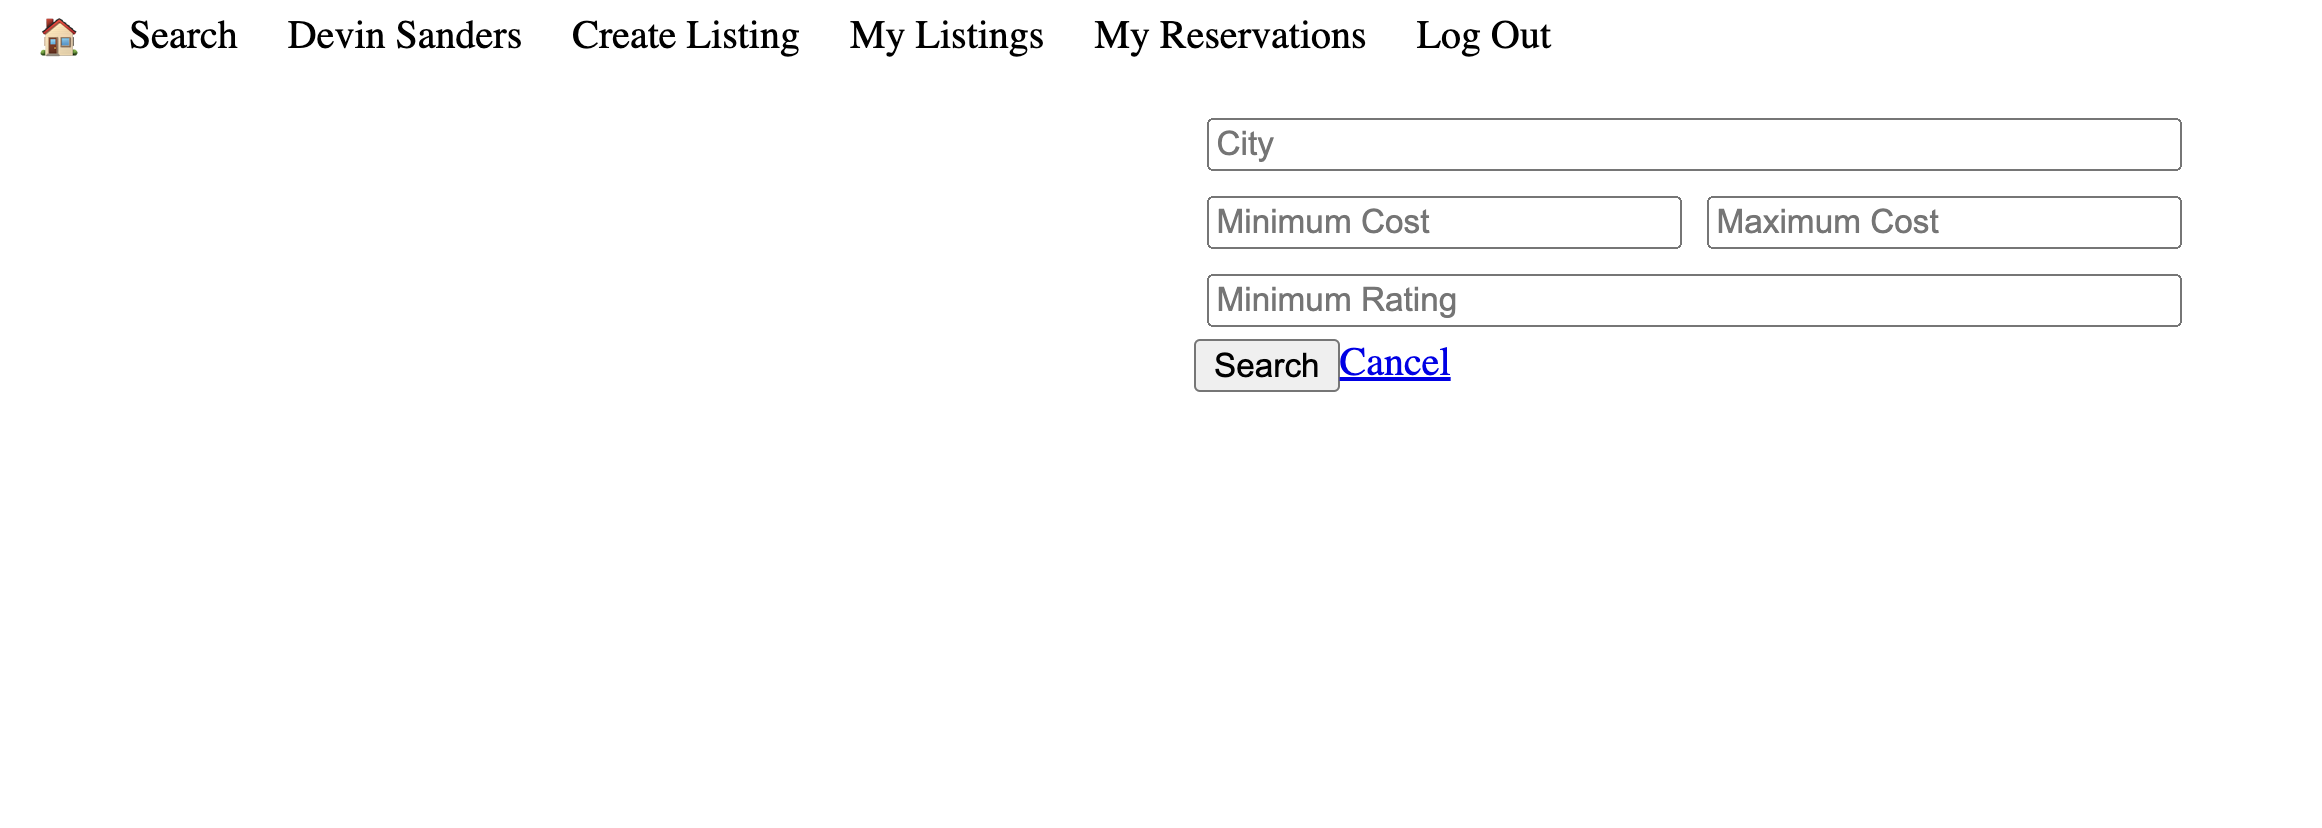 Search Devin Sanders Create Listing My Listings My Reservations Log Out
City
Minimum Cost Maximum Cost
Minimum Rating
Search Cancel